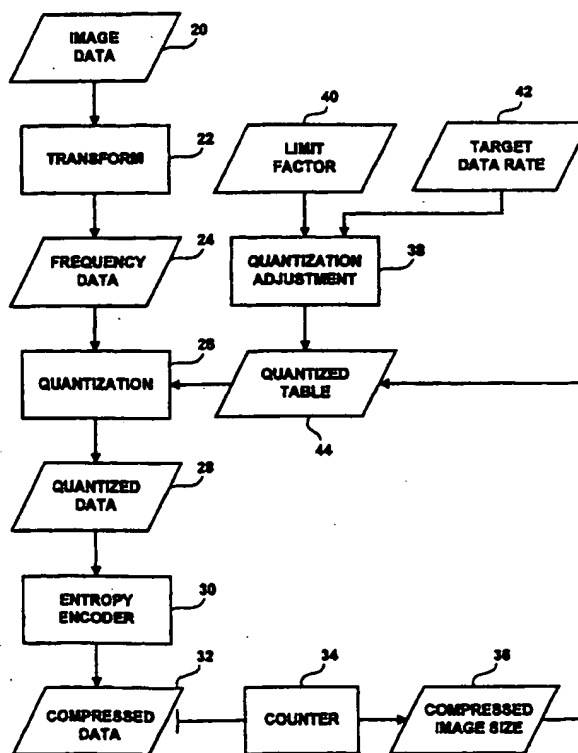 IMAGE
DATA
20
TRANSFORM
22
40
LIMIT
FACTOR
42
TARGET
DATA RATE
FREQUENCY
DATA
24
QUANTIZATION
ADJUSTMENT
38
QUANTIZATION
26
QUANTIZED
TABLE
44
QUANTIZED
DATA
28
ENTROPY
ENCODER
30
COMPRESSED
DATA
32
COUNTER
34
COMPRESSED
IMAGE SIZE
36